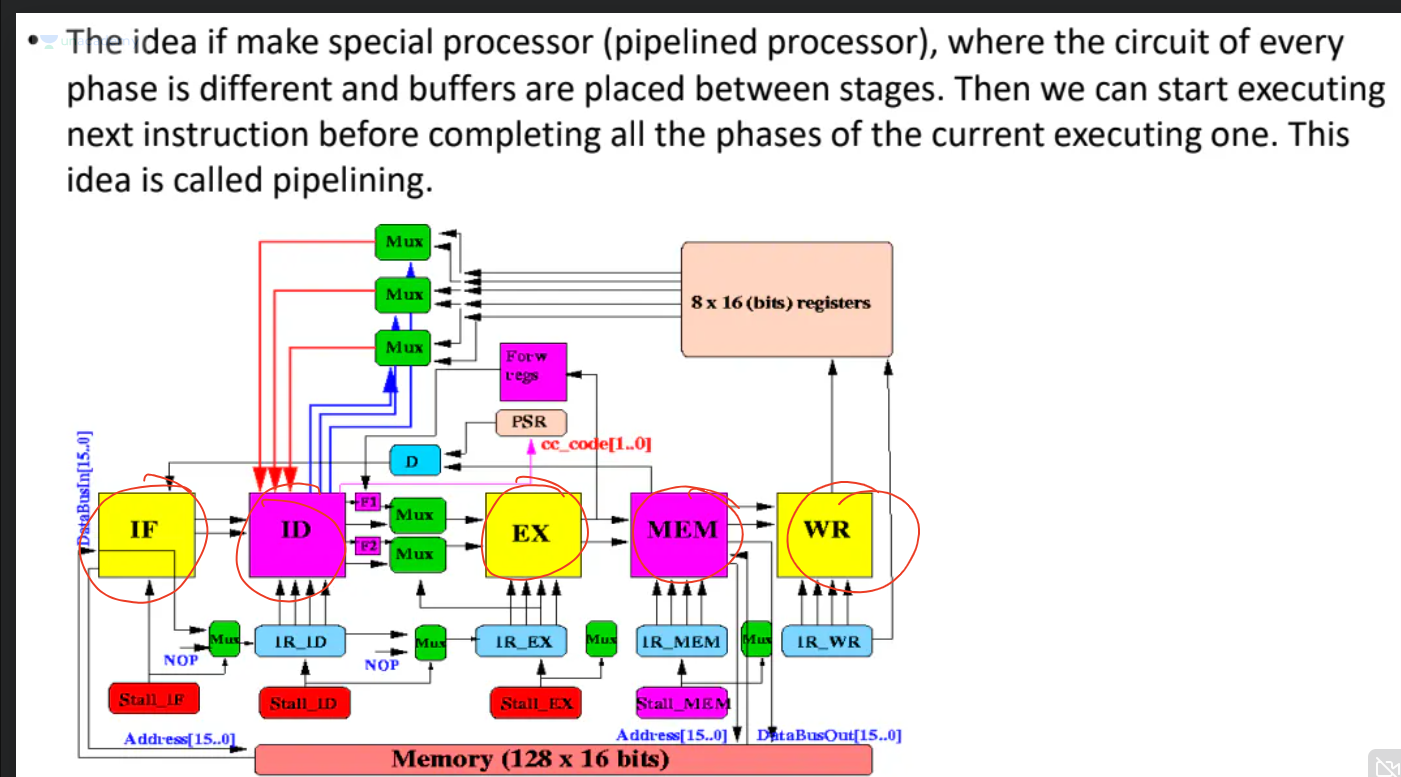 • The idea if make special processor (pipelined processor), where the circuit of every
phase is different and buffers are placed between stages. Then we can start executing
next instruction before completing all the phases of the current executing one. This
idea is called pipelining.
Mux
Mux
8 x 16 (bits) registers
Mux
Forw
regs
PSR
cc_code[1..0]
D
DataBusIn[15..0]
F1
Mux
IF
ID
EX
MEM
WR
F2
Mux
Mux
IR_ID
Mux
IR_EX
Mux
IR_MEM
Mux
IR_WR
NOP
NOP
Stall_IF
Stall_ID
Stall_EX
Stall_MEM
Address[15..0]
Address[15..0]
DataBusOut[15..0]
Memory (128 x 16 bits)